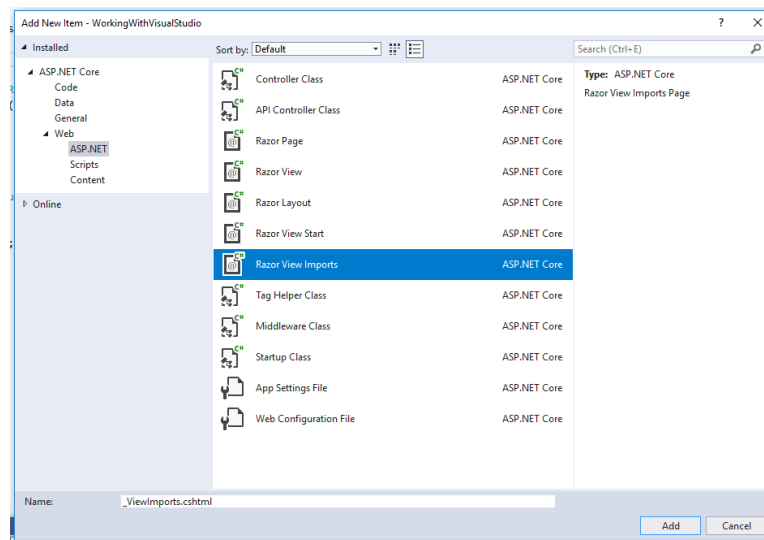 Add New Item - WorkingWithVisualStudio
Installed
Sort by: Default
Search (Ctrl+E)
ASP.NET Core
Code
Data
General
Web
ASP.NET
Scripts
Content
Online
Controller Class ASP.NET Core
API Controller Class ASP.NET Core
Razor Page ASP.NET Core
Razor View ASP.NET Core
Razor Layout ASP.NET Core
Razor View Start ASP.NET Core
Razor View Imports ASP.NET Core
Tag Helper Class ASP.NET Core
Middleware Class ASP.NET Core
Startup Class ASP.NET Core
App Settings File ASP.NET Core
Web Configuration File ASP.NET Core
Type: ASP.NET Core
Razor View Imports Page
Name: _ViewImports.cshtml
Add Cancel